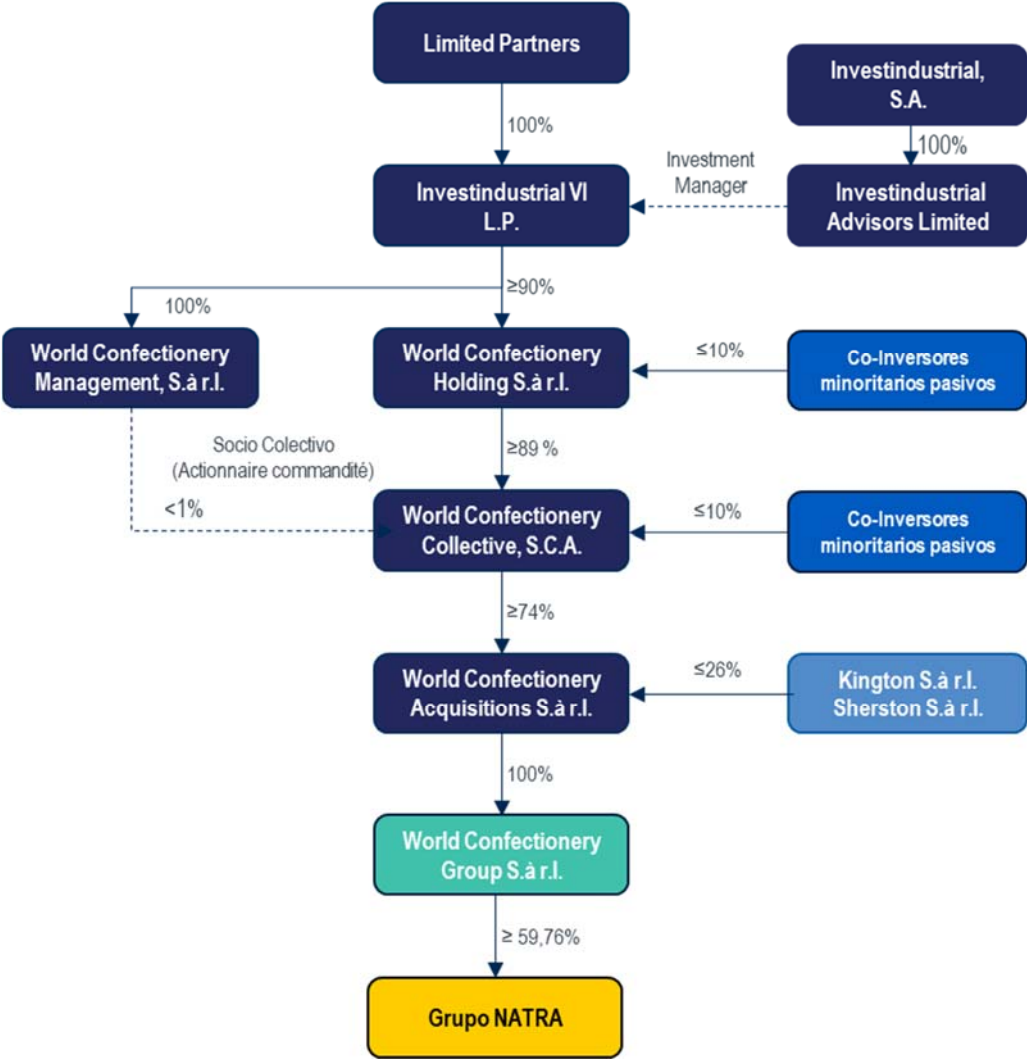 Limited Partners
Investindustrial,
S.A.
100%
100%
Investment
Manager
Investindustrial VI
L.P.
Investindustrial
Advisors Limited
≥90%
100%
World Confectionery
Management, S.à r.l.
World Confectionery
Holding S.à r.l.
≤10%
Co-Inversores
minoritarios pasivos
Socio Colectivo
(Actionnaire commandité)
≥89 %
<1%
World Confectionery
Collective, S.C.A.
≤10%
Co-Inversores
minoritarios pasivos
≥74%
World Confectionery
Acquisitions S.à r.l.
≤26%
Kington S.à r.l.
Sherston S.à r.l.
100%
World Confectionery
Group S.à r.l.
≥ 59,76%
Grupo NATRA